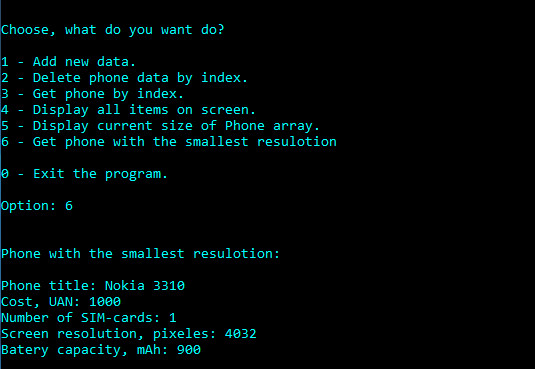 Choose, what do you want do?
1 - Add new data.
2 - Delete phone data by index.
3 - Get phone by index.
4 - Display all items on screen.
5 - Display current size of Phone array.
6 - Get phone with the smallest resulotion
0 - Exit the program.
Option: 6
Phone with the smallest resulotion:
Phone title: Nokia 3310
Cost, UAN: 1000
Number of SIM-cards: 1
Screen resolution, pixeles: 4032
Batery capacity, mAh: 900